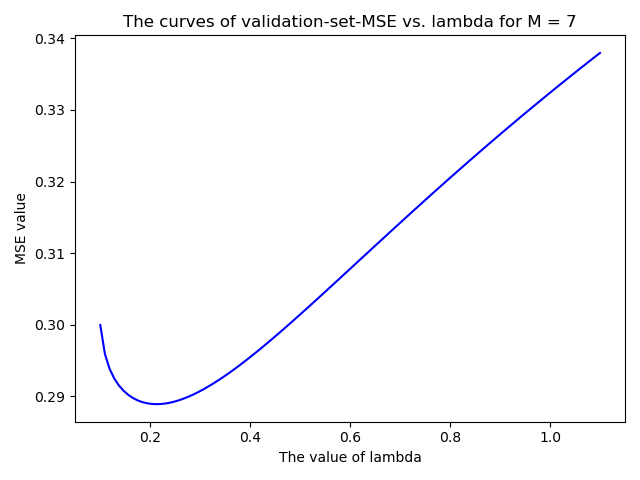 The curves of validation-set-MSE vs. lambda for M = 7
0.34
0.33
0.32
0.31
0.30
0.29
MSE value
0.2 0.4 0.6 0.8 1.0
The value of lambda